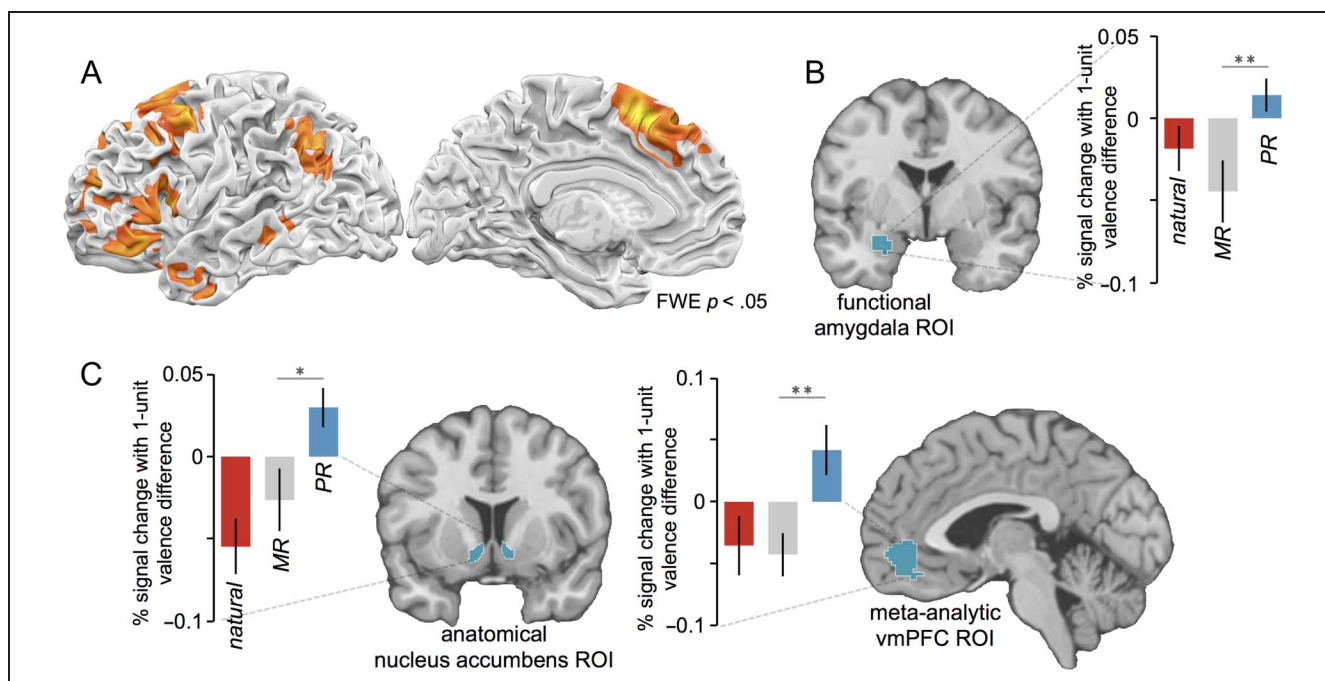 A
FWE p < .05
B
functional
amygdala ROI
% signal change with 1-unit
valence difference
0.05
0
−0.1
natural
MR
PR
**
C
% signal change with 1-unit
valence difference
0.05
0
−0.1
natural
MR
PR
*
anatomical
nucleus accumbens ROI
% signal change with 1-unit
valence difference
0.1
0
−0.1
**
meta-analytic
vmPFC ROI